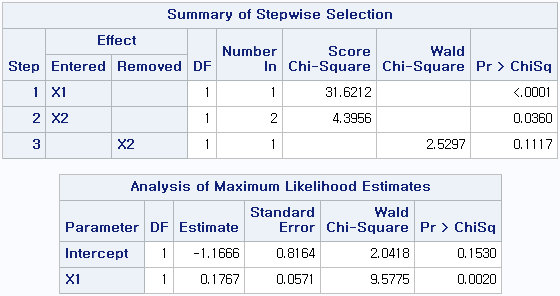 Summary of Stepwise Selection
Step Effect Entered Removed DF Number In Score Chi-Square Wald Chi-Square Pr > ChiSq
1 X1 1 1 31.6212 <.0001
2 X2 1 2 4.3956 0.0360
3 X2 1 1 2.5297 0.1117
Analysis of Maximum Likelihood Estimates
Parameter DF Estimate Standard Error Wald Chi-Square Pr > ChiSq
Intercept 1 -1.1666 0.8164 2.0418 0.1530
X1 1 0.1767 0.0571 9.5775 0.0020